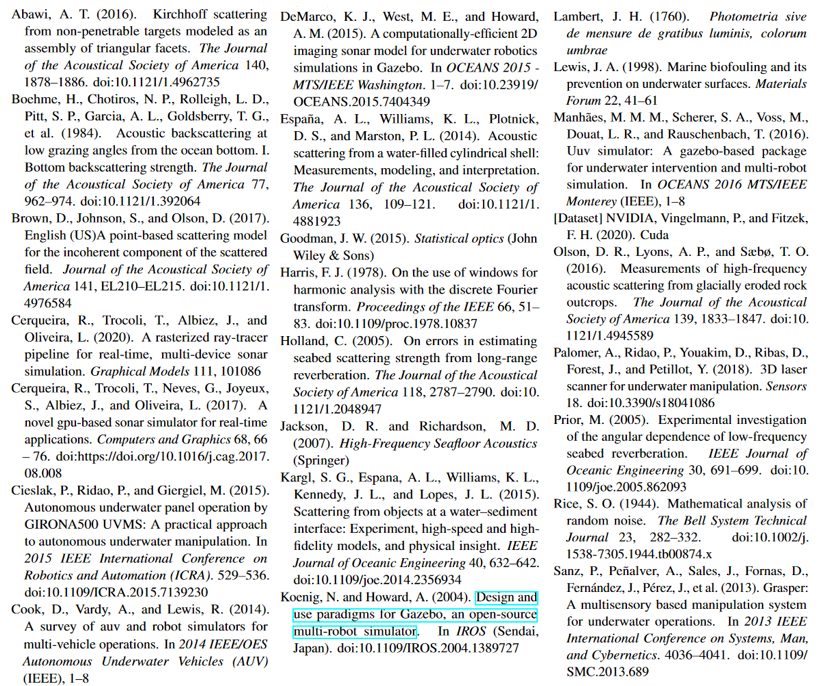 Abawi, A. T. (2016). Kirchhoff scattering
from non-penetrable targets modeled as an
assembly of triangular facets. The Journal
of the Acoustical Society of America 140,
1878–1886. doi:10.1121/1.4962735
Boehme, H., Chotiros, N. P., Rolleigh, L. D.,
Pitt, S. P., Garcia, A. L., Goldsberry, T. G.,
et al. (1984). Acoustic backscattering at
low grazing angles from the ocean bottom. I.
Bottom backscattering strength. The Journal
of the Acoustical Society of America 77,
962–974. doi:10.1121/1.392064
Brown, D., Johnson, S., and Olson, D. (2017).
English (US)A point-based scattering model
for the incoherent component of the scattered
field. Journal of the Acoustical Society of
America 141, EL210–EL215. doi:10.1121/1.
4976584
Cerqueira, R., Trocoli, T., Albiez, J., and
Oliveira, L. (2020). A rasterized ray-tracer
pipeline for real-time, multi-device sonar
simulation. Graphical Models 111, 101086
Cerqueira, R., Trocoli, T., Neves, G., Joyeux,
S., Albiez, J., and Oliveira, L. (2017). A
novel gpu-based sonar simulator for real-time
applications. Computers and Graphics 68, 66
– 76. doi:https://doi.org/10.1016/j.cag.2017.
08.008
Cieslak, P., Ridao, P., and Giergiel, M. (2015).
Autonomous underwater panel operation by
GIRONA500 UVMS: A practical approach
to autonomous underwater manipulation. In
2015 IEEE International Conference on
Robotics and Automation (ICRA). 529–536.
doi:10.1109/ICRA.2015.7139230
Cook, D., Vardy, A., and Lewis, R. (2014).
A survey of auv and robot simulators for
multi-vehicle operations. In 2014 IEEE/OES
Autonomous Underwater Vehicles (AUV)
(IEEE), 1–8
DeMarco, K. J., West, M. E., and Howard,
A. M. (2015). A computationally-efficient 2D
imaging sonar model for underwater robotics
simulations in Gazebo. In OCEANS 2015 -
MTS/IEEE Washington. 1–7. doi:10.23919/
OCEANS.2015.7404349
España, A. L., Williams, K. L., Plotnick,
D. S., and Marston, P. L. (2014). Acoustic
scattering from a water-filled cylindrical shell:
Measurements, modeling, and interpretation.
The Journal of the Acoustical Society of
America 136, 109–121. doi:10.1121/1.
4881923
Goodman, J. W. (2015). Statistical optics (John
Wiley & Sons)
Harris, F. J. (1978). On the use of windows for
harmonic analysis with the discrete Fourier
transform. Proceedings of the IEEE 66, 51–
83. doi:10.1109/proc.1978.10837
Holland, C. (2005). On errors in estimating
seabed scattering strength from long-range
reverberation. The Journal of the Acoustical
Society of America 118, 2787–2790. doi:10.
1121/1.2048947
Jackson, D. R. and Richardson, M. D.
(2007). High-Frequency Seafloor Acoustics
(Springer)
Kargl, S. G., Espana, A. L., Williams, K. L.,
Kennedy, J. L., and Lopes, J. L. (2015).
Scattering from objects at a water–sediment
interface: Experiment, high-speed and high-
fidelity models, and physical insight. IEEE
Journal of Oceanic Engineering 40, 632–642.
doi:10.1109/joe.2014.2356934
Koenig, N. and Howard, A. (2004). Design and
use paradigms for Gazebo, an open-source
multi-robot simulator. In IROS (Sendai,
Japan). doi:10.1109/IROS.2004.1389727
Lambert, J. H. (1760). Photometria sive
de mensure de gratibus luminis, colorum
umbrae
Lewis, J. A. (1998). Marine biofouling and its
prevention on underwater surfaces. Materials
Forum 22, 41–61
Manhães, M. M. M., Scherer, S. A., Voss, M.,
Douat, L. R., and Rauschenbach, T. (2016).
Uuv simulator: A gazebo-based package
for underwater intervention and multi-robot
simulation. In OCEANS 2016 MTS/IEEE
Monterey (IEEE), 1–8
[Dataset] NVIDIA, Vingelmann, P., and Fitzek,
F. H. (2020). Cuda
Olson, D. R., Lyons, A. P., and Sæbø, T. O.
(2016). Measurements of high-frequency
acoustic scattering from glacially eroded rock
outcrops. The Journal of the Acoustical
Society of America 139, 1833–1847. doi:10.
1121/1.4945589
Palomer, A., Ridao, P., Youakim, D., Ribas, D.,
Forest, J., and Petillot, Y. (2018). 3D laser
scanner for underwater manipulation. Sensors
18. doi:10.3390/s18041086
Prior, M. (2005). Experimental investigation
of the angular dependence of low-frequency
seabed reverberation. IEEE Journal of
Oceanic Engineering 30, 691–699. doi:10.
1109/joe.2005.862093
Rice, S. O. (1944). Mathematical analysis of
random noise. The Bell System Technical
Journal 23, 282–332. doi:10.1002/j.
1538-7305.1944.tb00874.x
Sanz, P., Peñalver, A., Sales, J., Fornas, D.,
Fernández, J., Pérez, J., et al. (2013). Grasper:
A multisensory based manipulation system
for underwater operations. In 2013 IEEE
International Conference on Systems, Man,
and Cybernetics. 4036–4041. doi:10.1109/
SMC.2013.689